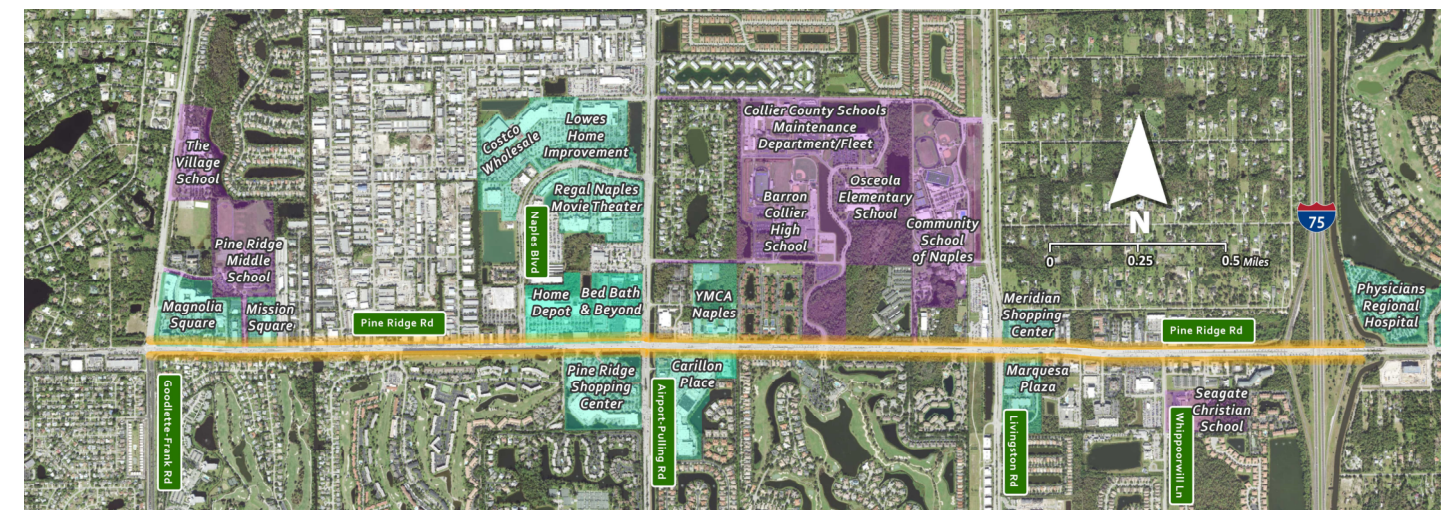 The
Village
School
Pine Ridge
Middle
School
Magnolia
Square
Mission
Square
Pine Ridge Rd
Goodlette-Frank Rd
Costco
Wholesale
Lowes
Home
Improvement
Regal Naples
Movie Theater
Naples Blvd
Home
Depot
Bed Bath
& Beyond
Pine Ridge
Shopping
Center
YMCA
Naples
Carillon
Place
Airport-Pulling Rd
Collier County Schools
Maintenance
Department/Fleet
Barron
Collier
High
School
Osceola
Elementary
School
Community
School
of Naples
Meridian
Shopping
Center
Marquesa
Plaza
Livingston Rd
N
0 0.25 0.5 Miles
Pine Ridge Rd
Seagate
Christian
School
Whippoorwill Ln
75
Physicians
Regional
Hospital